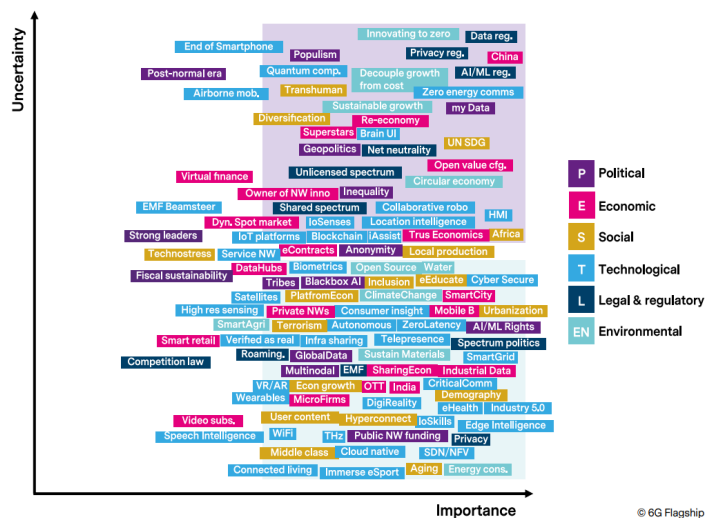 Uncertainty
Innovating to zero
Data reg.
End of Smartphone
Populism
Privacy reg.
China
Post-normal era
Quantum comp.
Decouple growth
from cost
AI/ML reg.
Airborne mob.
Transhuman
Zero energy comms
Sustainable growth
my Data
Diversification
Re-economy
Superstars
Brain UI
UN SDG
Geopolitics
Net neutrality
Open value cfg.
Virtual finance
Unlicensed spectrum
Circular economy
Owner of NW inno
Inequality
EMF Beamsteer
Shared spectrum
Collaborative robo
HMI
Dyn. Spot market
IoSenses
Location intelligence
Strong leaders
IoT platforms
Blockchain
iAssist
Trus Economics
Africa
Technostress
Service NW
eContracts
Anonymity
Local production
Fiscal sustainability
DataHubs
Biometrics
Open Source
Water
Tribes
Blackbox AI
Inclusion
eEducate
Cyber Secure
Satellites
PlatfromEcon
ClimateChange
SmartCity
High res sensing
Private NWs
Consumer insight
Mobile B
Urbanization
SmartAgri
Terrorism
Autonomous
ZeroLatency
AI/ML Rights
Smart retail
Verified as real
Infra sharing
Telepresence
Spectrum politics
Competition law
Roaming.
GlobalData
Sustain Materials
SmartGrid
Multinodal
EMF
SharingEcon
Industrial Data
VR/AR
Econ growth
OTT
India
CriticalComm
Wearables
MicroFirms
DigiReality
Demography
eHealth
Industry 5.0
Video subs.
User content
Hyperconnect
IoSkills
Edge Intelligence
Speech Intelligence
WiFi
THz
Public NW funding
Privacy
Middle class
Cloud native
SDN/NFV
Connected living
Immerse eSport
Aging
Energy cons.
Importance
P Political
E Economic
S Social
T Technological
L Legal & regulatory
EN Environmental
© 6G Flagship